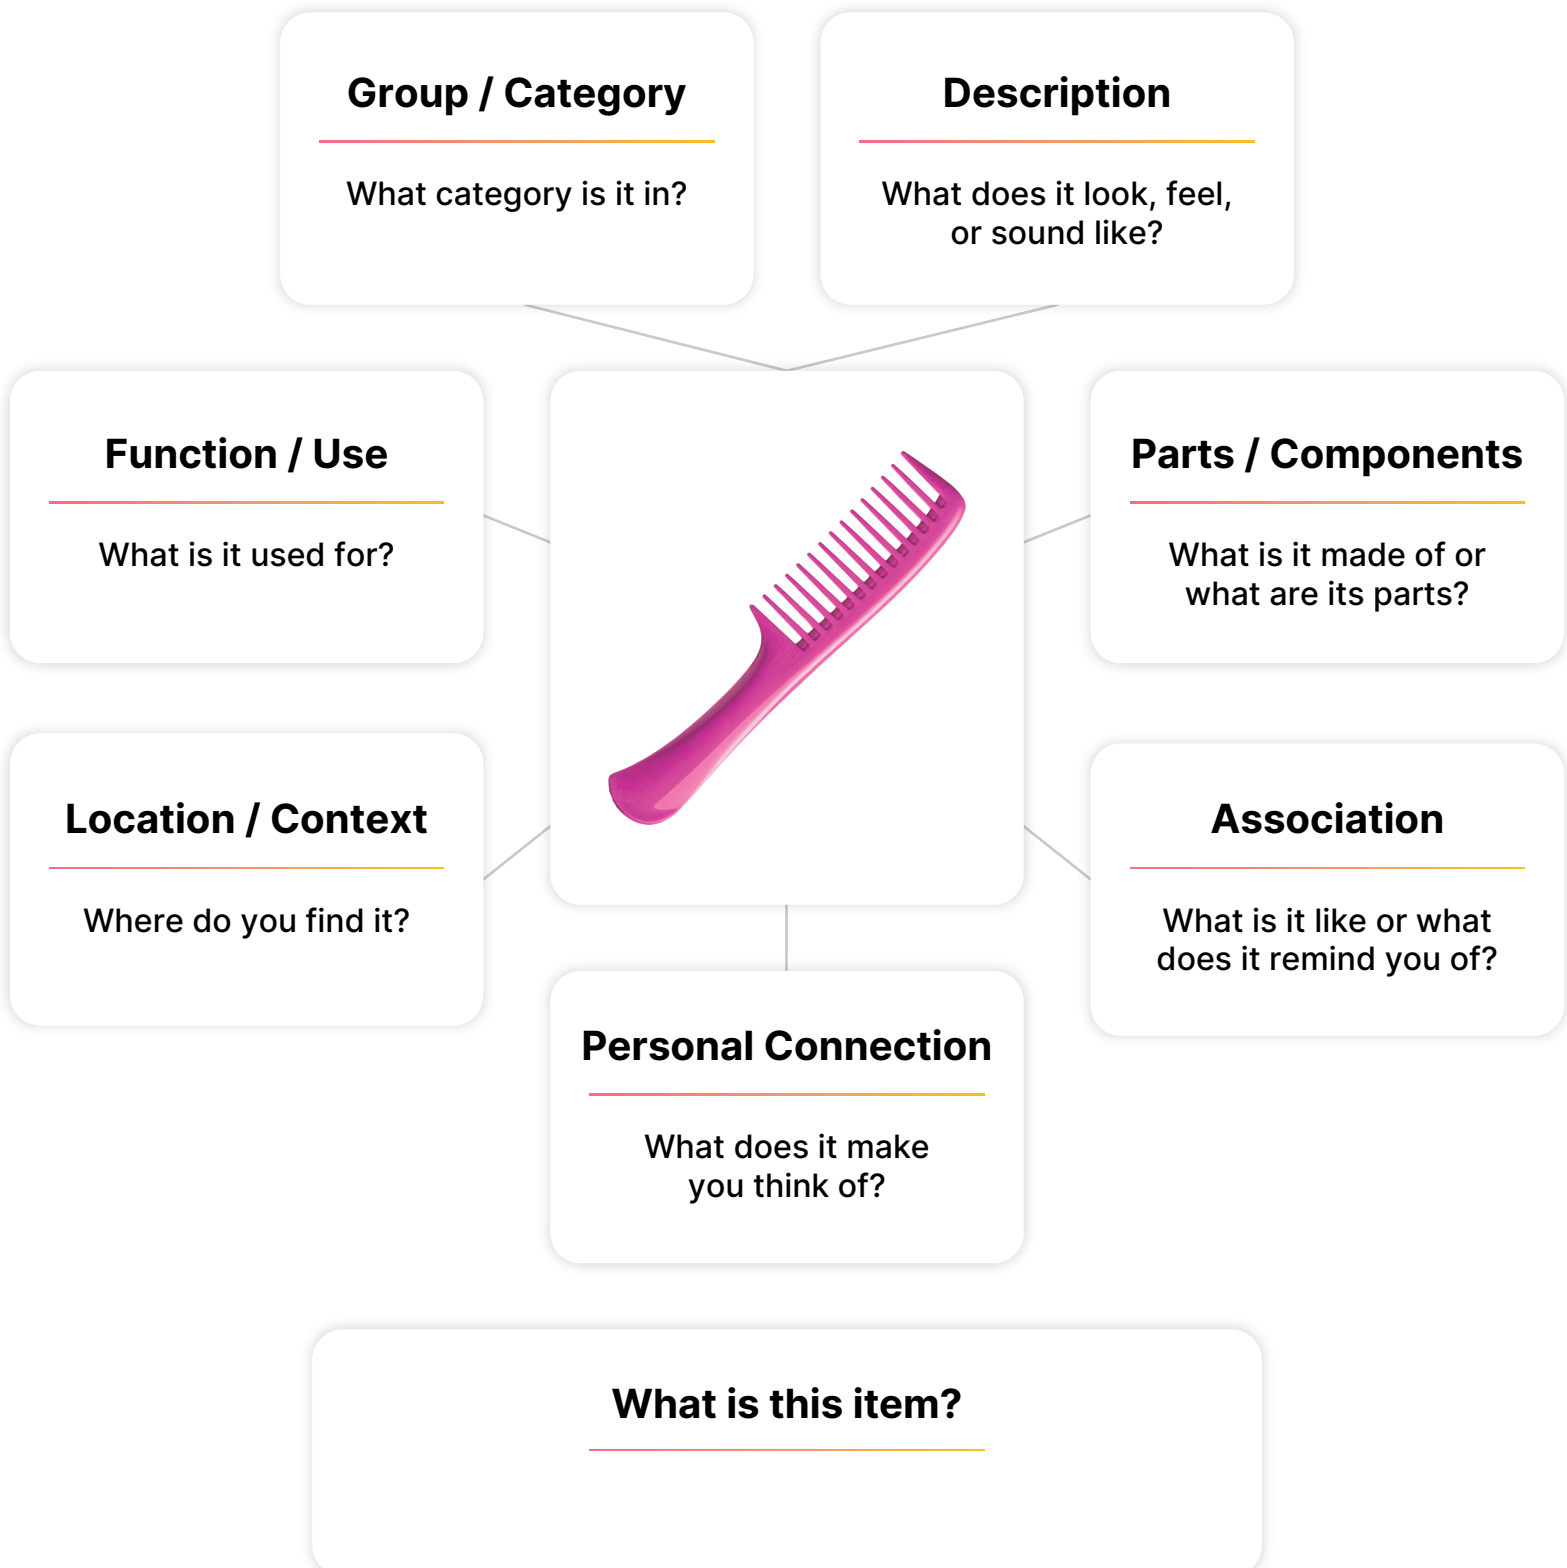 Group / Category
What category is it in?
Description
What does it look, feel,
or sound like?
Function / Use
What is it used for?
Parts / Components
What is it made of or
what are its parts?
Location / Context
Where do you find it?
Association
What is it like or what
does it remind you of?
Personal Connection
What does it make
you think of?
What is this item?